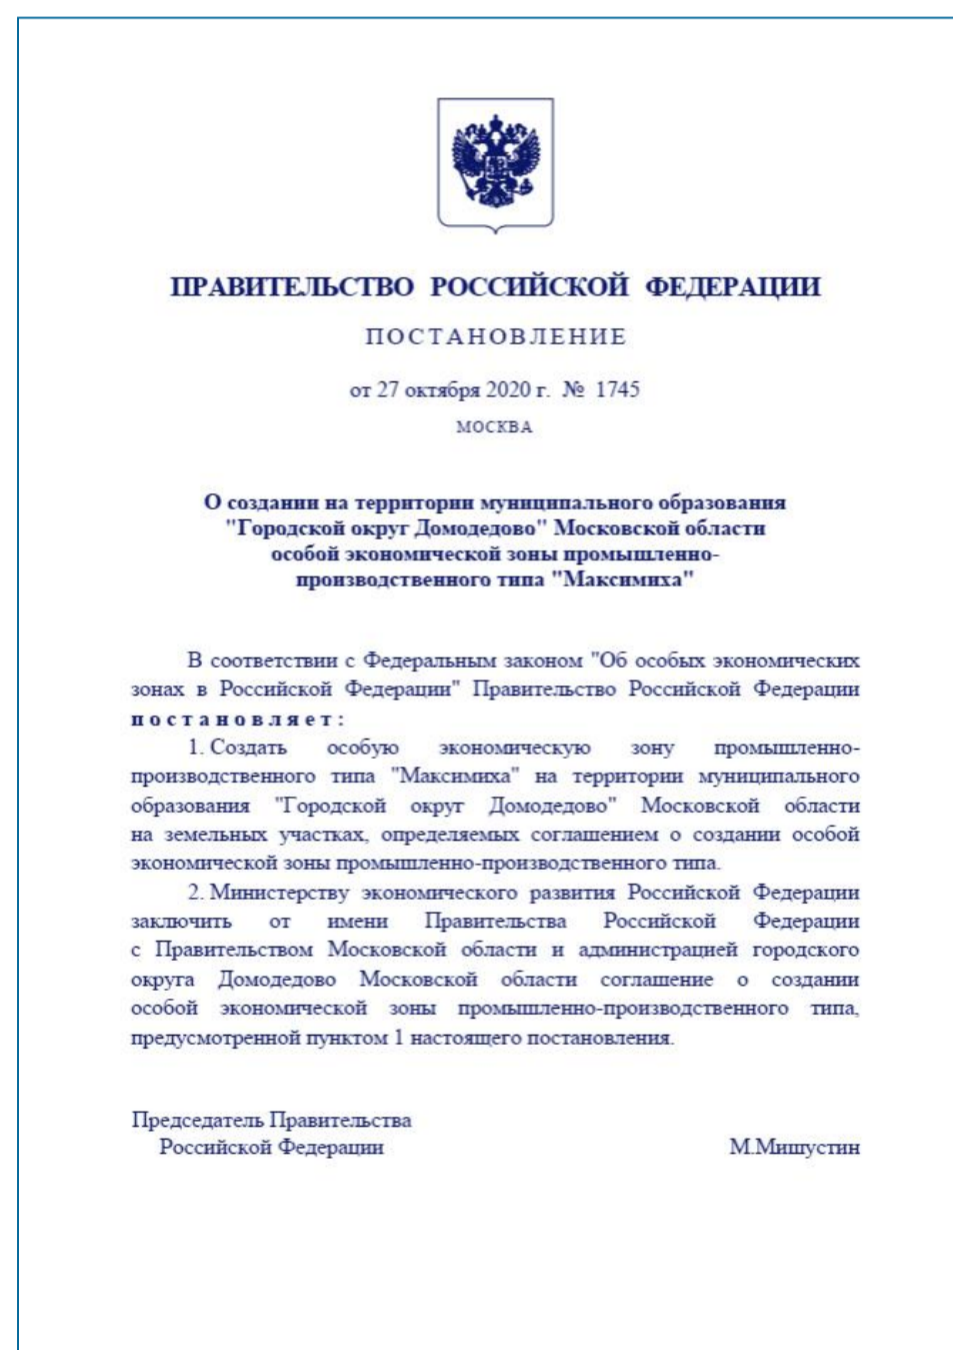 ПРАВИТЕЛЬСТВО РОССИЙСКОЙ ФЕДЕРАЦИИ
ПОСТАНОВЛЕНИЕ
от 27 октября 2020 г. № 1745
МОСКВА
О создании на территории муниципального образования
"Городской округ Домодедово" Московской области
особой экономической зоны промышленно-
производственного типа "Максимиха"
В соответствии с Федеральным законом "Об особых экономических
зонах в Российской Федерации" Правительство Российской Федерации
постановляет:
1. Создать особую экономическую зону промышленно-
производственного типа "Максимиха" на территории муниципального
образования "Городской округ Домодедово" Московской области
на земельных участках, определяемых соглашением о создании особой
экономической зоны промышленно-производственного типа.
2. Министерству экономического развития Российской Федерации
заключить от имени Правительства Российской Федерации
с Правительством Московской области и администрацией городского
округа Домодедово Московской области соглашение о создании
особой экономической зоны промышленно-производственного типа,
предусмотренной пунктом 1 настоящего постановления.
Председатель Правительства
Российской Федерации М.Мишустин